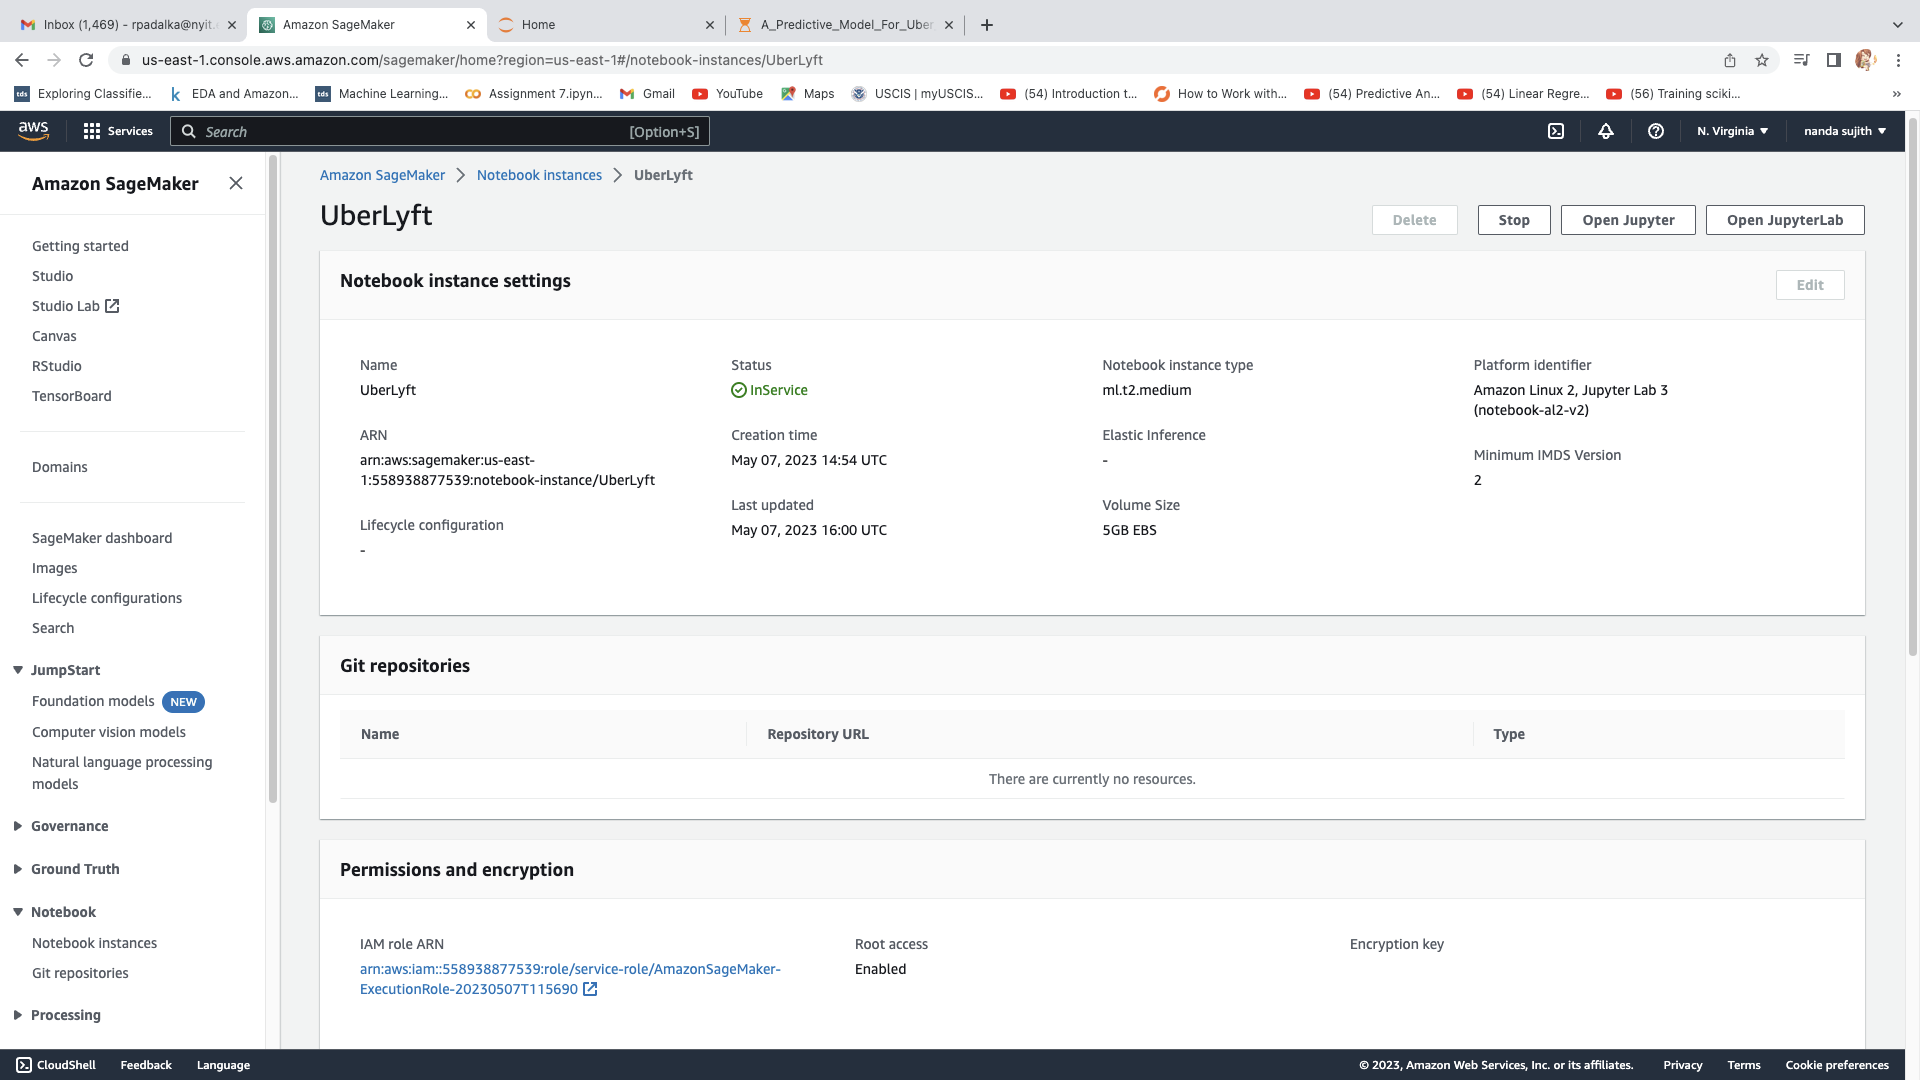 Inbox (1,469) - rpadalka@nyit.
Amazon SageMaker
Home
A_Predictive_Model_For_Uber
us-east-1.console.aws.amazon.com/sagemaker/home?region=us-east-1#/notebook-instances/UberLyft
tds Exploring Classifie...
k EDA and Amazon...
tds Machine Learning...
Assignment 7.ipyn...
Gmail
YouTube
Maps
USCIS | myUSCIS...
(54) Introduction t...
How to Work with...
(54) Predictive An...
(54) Linear Regre...
(56) Training sciki...
aws
Services
Search [Option+S]
N. Virginia
nanda sujith
Amazon SageMaker
Getting started
Studio
Studio Lab
Canvas
RStudio
TensorBoard
Domains
SageMaker dashboard
Images
Lifecycle configurations
Search
JumpStart
Foundation models NEW
Computer vision models
Natural language processing
models
Governance
Ground Truth
Notebook
Notebook instances
Git repositories
Processing
Amazon SageMaker > Notebook instances > UberLyft
UberLyft
Delete
Stop
Open Jupyter
Open JupyterLab
Notebook instance settings
Edit
Name
UberLyft
ARN
arn:aws:sagemaker:us-east-
1:558938877539:notebook-instance/UberLyft
Lifecycle configuration
-
Status
InService
Creation time
May 07, 2023 14:54 UTC
Last updated
May 07, 2023 16:00 UTC
Notebook instance type
ml.t2.medium
Elastic Inference
-
Volume Size
5GB EBS
Platform identifier
Amazon Linux 2, Jupyter Lab 3
(notebook-al2-v2)
Minimum IMDS Version
2
Git repositories
Name
Repository URL
Type
There are currently no resources.
Permissions and encryption
IAM role ARN
arn:aws:iam::558938877539:role/service-role/AmazonSageMaker-
ExecutionRole-20230507T115690
Root access
Enabled
Encryption key
CloudShell
Feedback
Language
© 2023, Amazon Web Services, Inc. or its affiliates.
Privacy
Terms
Cookie preferences